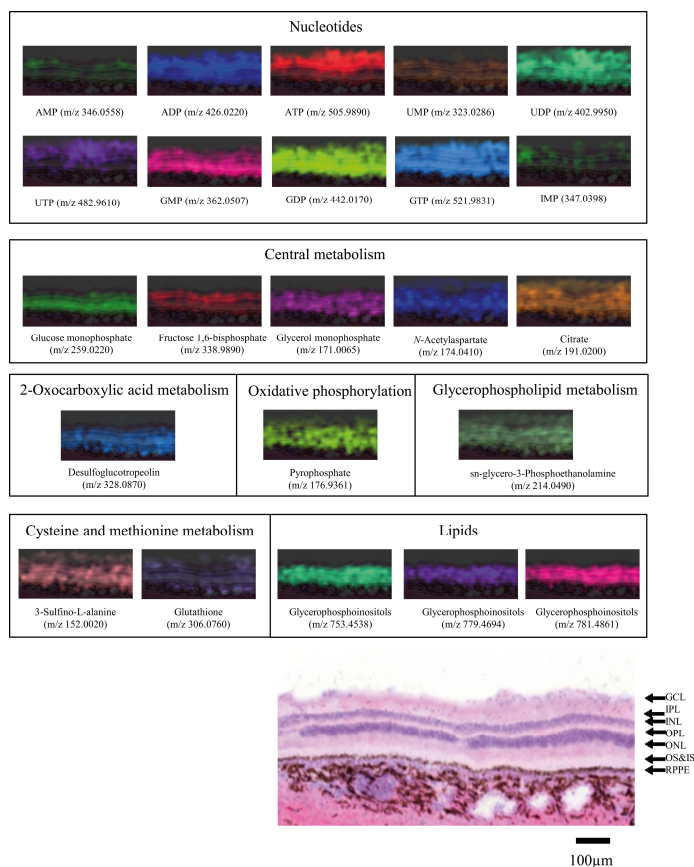 Nucleotides
AMP (m/z 346.0558) ADP (m/z 426.0220) ATP (m/z 505.9890) UMP (m/z 323.0286) UDP (m/z 402.9950)
UTP (m/z 482.9610) GMP (m/z 362.0507) GDP (m/z 442.0170) GTP (m/z 521.9831) IMP (347.0398)
Central metabolism
Glucose monophosphate Fructose 1,6-bisphosphate Glycerol monophosphate N-Acetylaspartate Citrate
(m/z 259.0220) (m/z 338.9890) (m/z 171.0065) (m/z 174.0410) (m/z 191.0200)
2-Oxocarboxylic acid metabolism Oxidative phosphorylation Glycerophospholipid metabolism
Desulfoglucotropeolin Pyrophosphate sn-glycero-3-Phosphoethanolamine
(m/z 328.0870) (m/z 176.9361) (m/z 214.0490)
Cysteine and methionine metabolism Lipids
3-Sulfino-L-alanine Glutathione Glycerophosphoinositols Glycerophosphoinositols Glycerophosphoinositols
(m/z 152.0020) (m/z 306.0760) (m/z 753.4538) (m/z 779.4694) (m/z 781.4861)
GCL
IPL
INL
OPL
ONL
OS&IS
RPPE
100µm